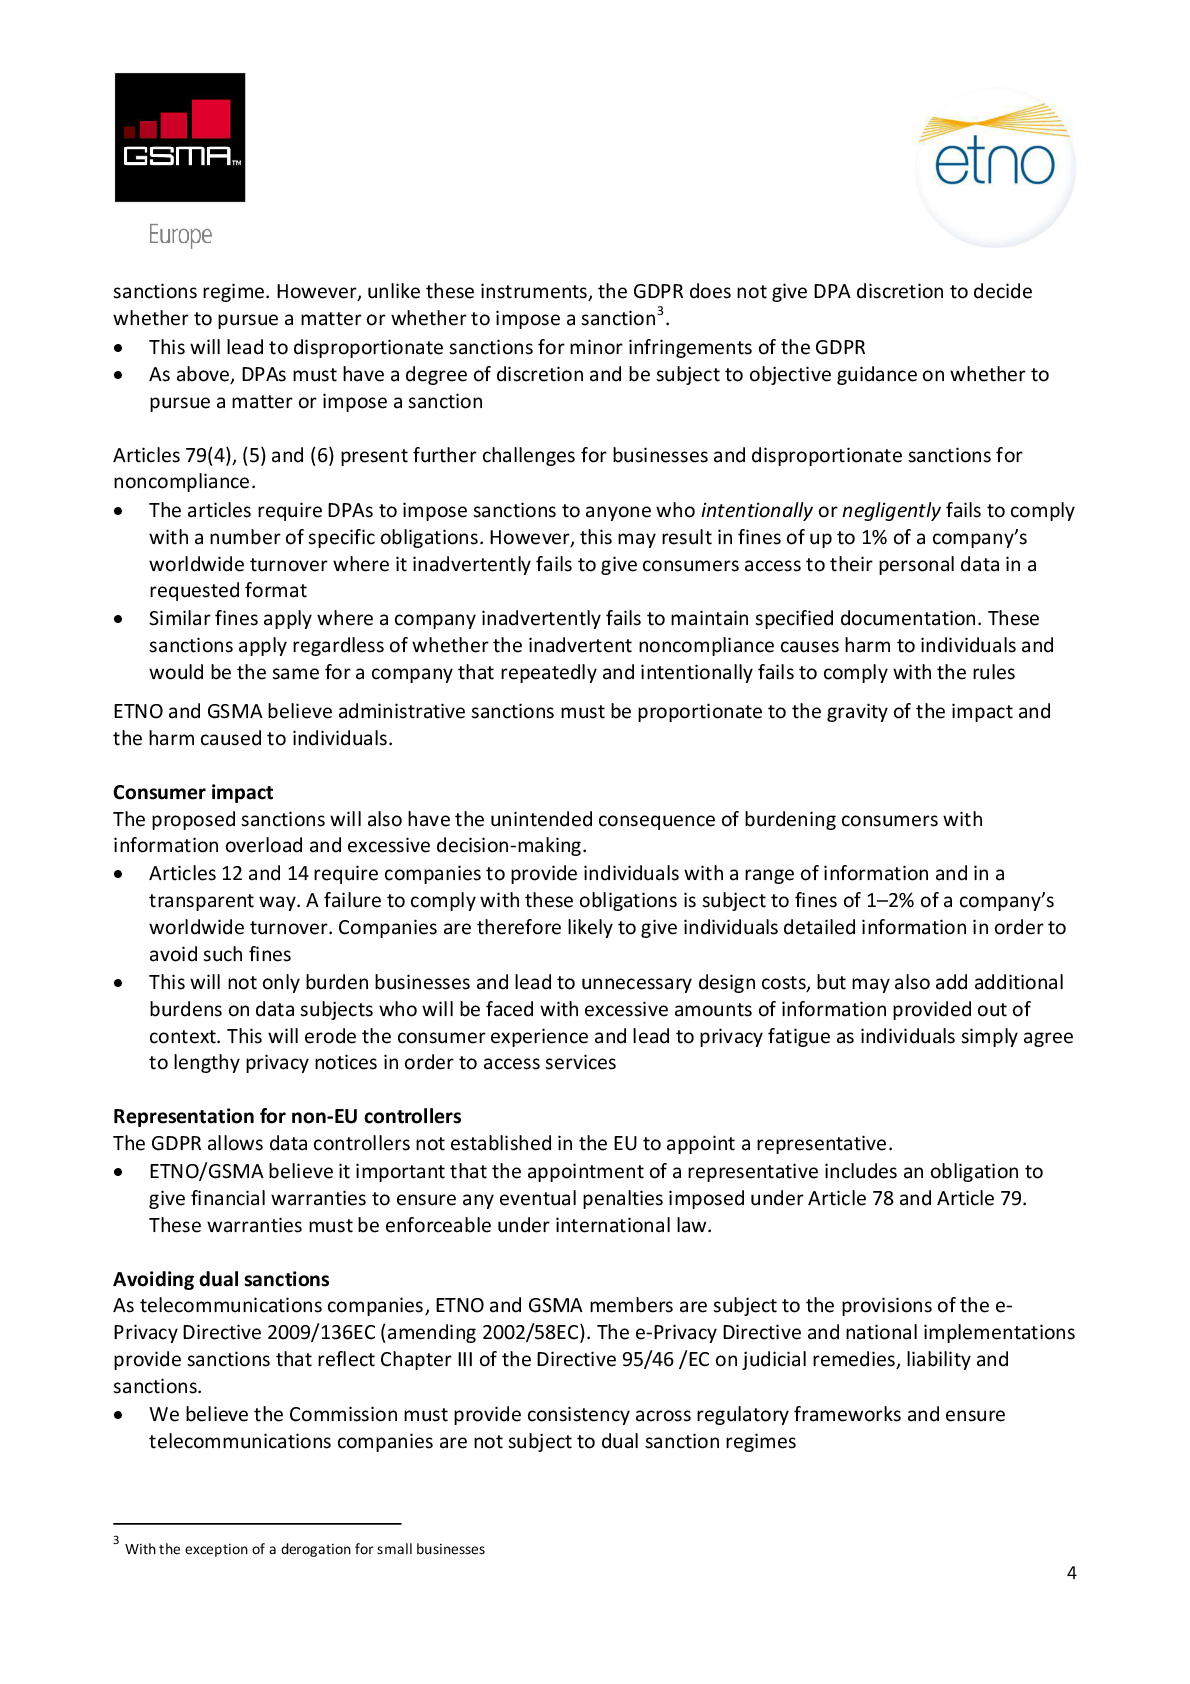 GSMA™
Europe
etno
sanctions regime. However, unlike these instruments, the GDPR does not give DPA discretion to decide
whether to pursue a matter or whether to impose a sanction3.
• This will lead to disproportionate sanctions for minor infringements of the GDPR
• As above, DPAs must have a degree of discretion and be subject to objective guidance on whether to
pursue a matter or impose a sanction
Articles 79(4), (5) and (6) present further challenges for businesses and disproportionate sanctions for
noncompliance.
• The articles require DPAs to impose sanctions to anyone who intentionally or negligently fails to comply
with a number of specific obligations. However, this may result in fines of up to 1% of a company’s
worldwide turnover where it inadvertently fails to give consumers access to their personal data in a
requested format
• Similar fines apply where a company inadvertently fails to maintain specified documentation. These
sanctions apply regardless of whether the inadvertent noncompliance causes harm to individuals and
would be the same for a company that repeatedly and intentionally fails to comply with the rules
ETNO and GSMA believe administrative sanctions must be proportionate to the gravity of the impact and
the harm caused to individuals.
Consumer impact
The proposed sanctions will also have the unintended consequence of burdening consumers with
information overload and excessive decision-making.
• Articles 12 and 14 require companies to provide individuals with a range of information and in a
transparent way. A failure to comply with these obligations is subject to fines of 1–2% of a company’s
worldwide turnover. Companies are therefore likely to give individuals detailed information in order to
avoid such fines
• This will not only burden businesses and lead to unnecessary design costs, but may also add additional
burdens on data subjects who will be faced with excessive amounts of information provided out of
context. This will erode the consumer experience and lead to privacy fatigue as individuals simply agree
to lengthy privacy notices in order to access services
Representation for non-EU controllers
The GDPR allows data controllers not established in the EU to appoint a representative.
• ETNO/GSMA believe it important that the appointment of a representative includes an obligation to
give financial warranties to ensure any eventual penalties imposed under Article 78 and Article 79.
These warranties must be enforceable under international law.
Avoiding dual sanctions
As telecommunications companies, ETNO and GSMA members are subject to the provisions of the e-
Privacy Directive 2009/136EC (amending 2002/58EC). The e-Privacy Directive and national implementations
provide sanctions that reflect Chapter III of the Directive 95/46 /EC on judicial remedies, liability and
sanctions.
• We believe the Commission must provide consistency across regulatory frameworks and ensure
telecommunications companies are not subject to dual sanction regimes
3 With the exception of a derogation for small businesses
4